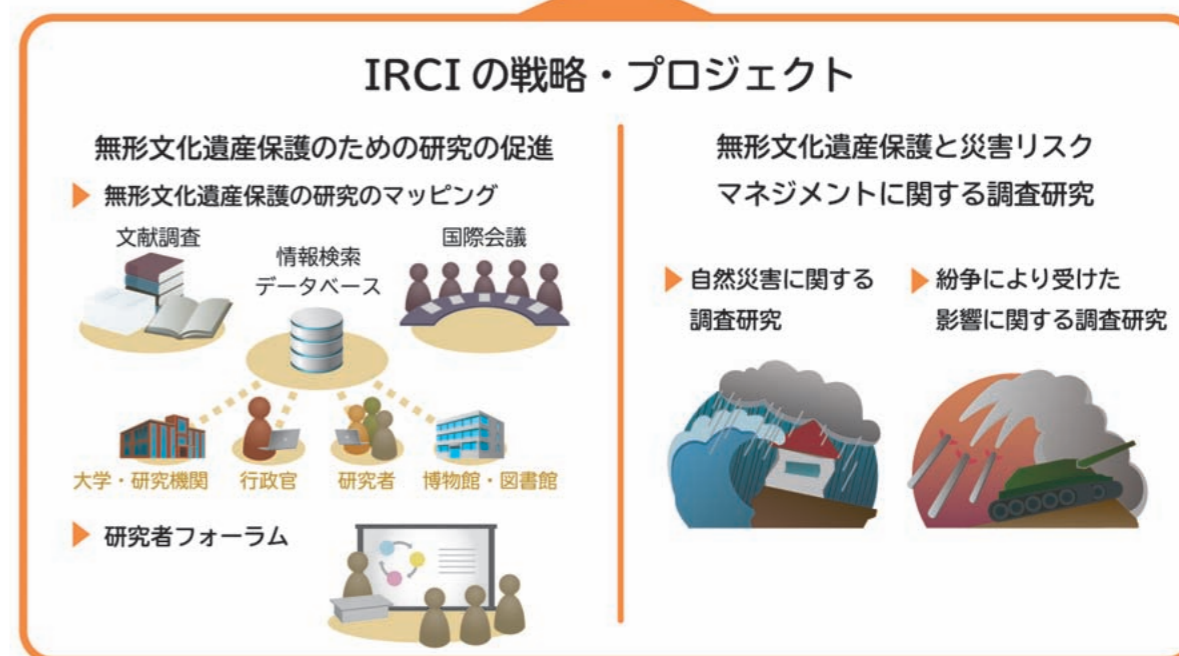 IRCIの戦略・プロジェクト
無形文化遺産保護のための研究の促進
▶ 無形文化遺産保護の研究のマッピング
文献調査
情報検索
データベース
国際会議
大学・研究機関
行政官
研究者
博物館・図書館
▶ 研究者フォーラム
無形文化遺産保護と災害リスク
マネジメントに関する調査研究
▶ 自然災害に関する
調査研究
▶ 紛争により受けた
影響に関する調査研究